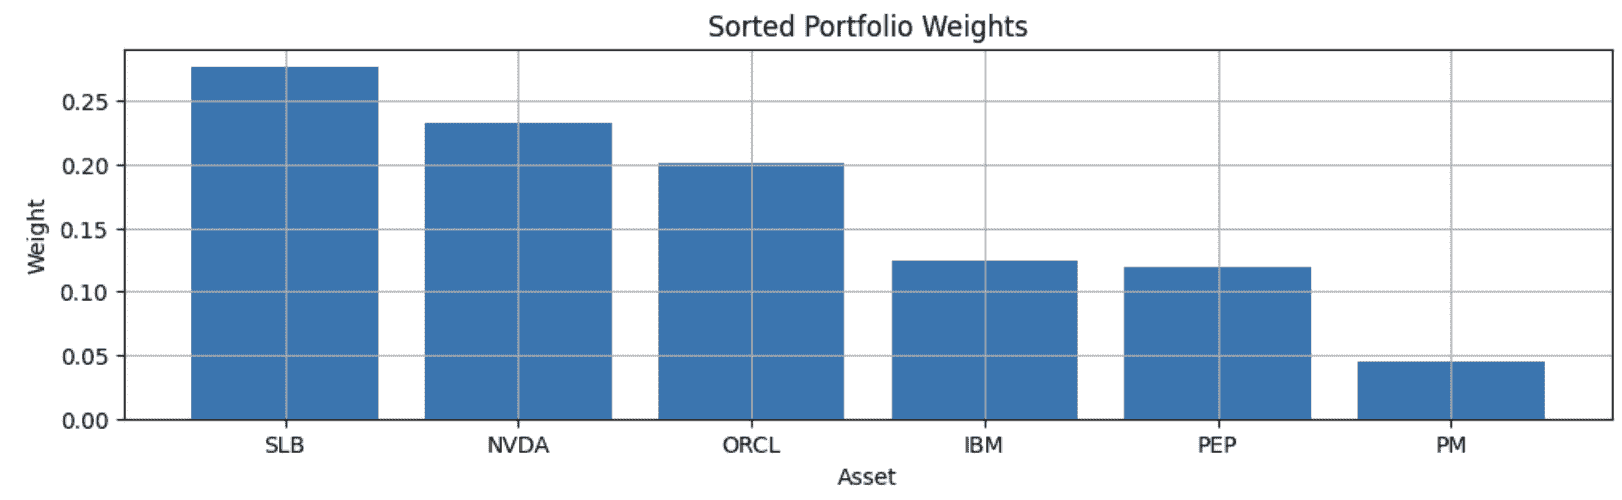 Sorted Portfolio Weights
0.25
0.20
0.15
0.10
0.05
0.00
Weight
SLB NVDA ORCL IBM PEP PM
Asset